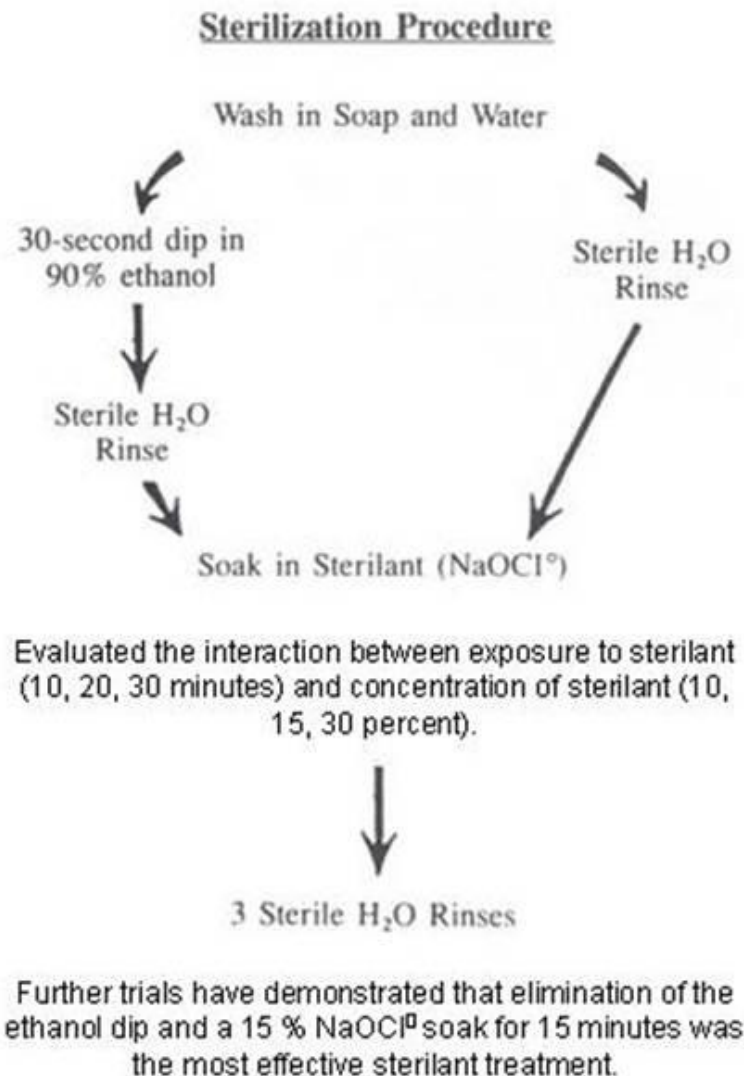 Sterilization Procedure
Wash in Soap and Water
30-second dip in
90% ethanol
Sterile H₂O
Rinse
Sterile H₂O
Rinse
Soak in Sterilant (NaOCl°)
Evaluated the interaction between exposure to sterilant
(10, 20, 30 minutes) and concentration of sterilant (10,
15, 30 percent).
3 Sterile H₂O Rinses
Further trials have demonstrated that elimination of the
ethanol dip and a 15 % NaOCl⁰ soak for 15 minutes was
the most effective sterilant treatment.